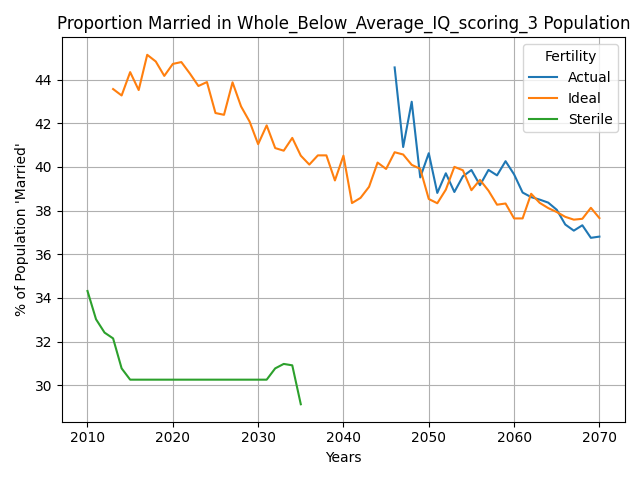 Proportion Married in Whole_Below_Average_IQ_scoring_3 Population
Fertility
Actual
Ideal
Sterile
% of Population 'Married'
44
42
40
38
36
34
32
30
2010
2020
2030
2040
2050
2060
2070
Years